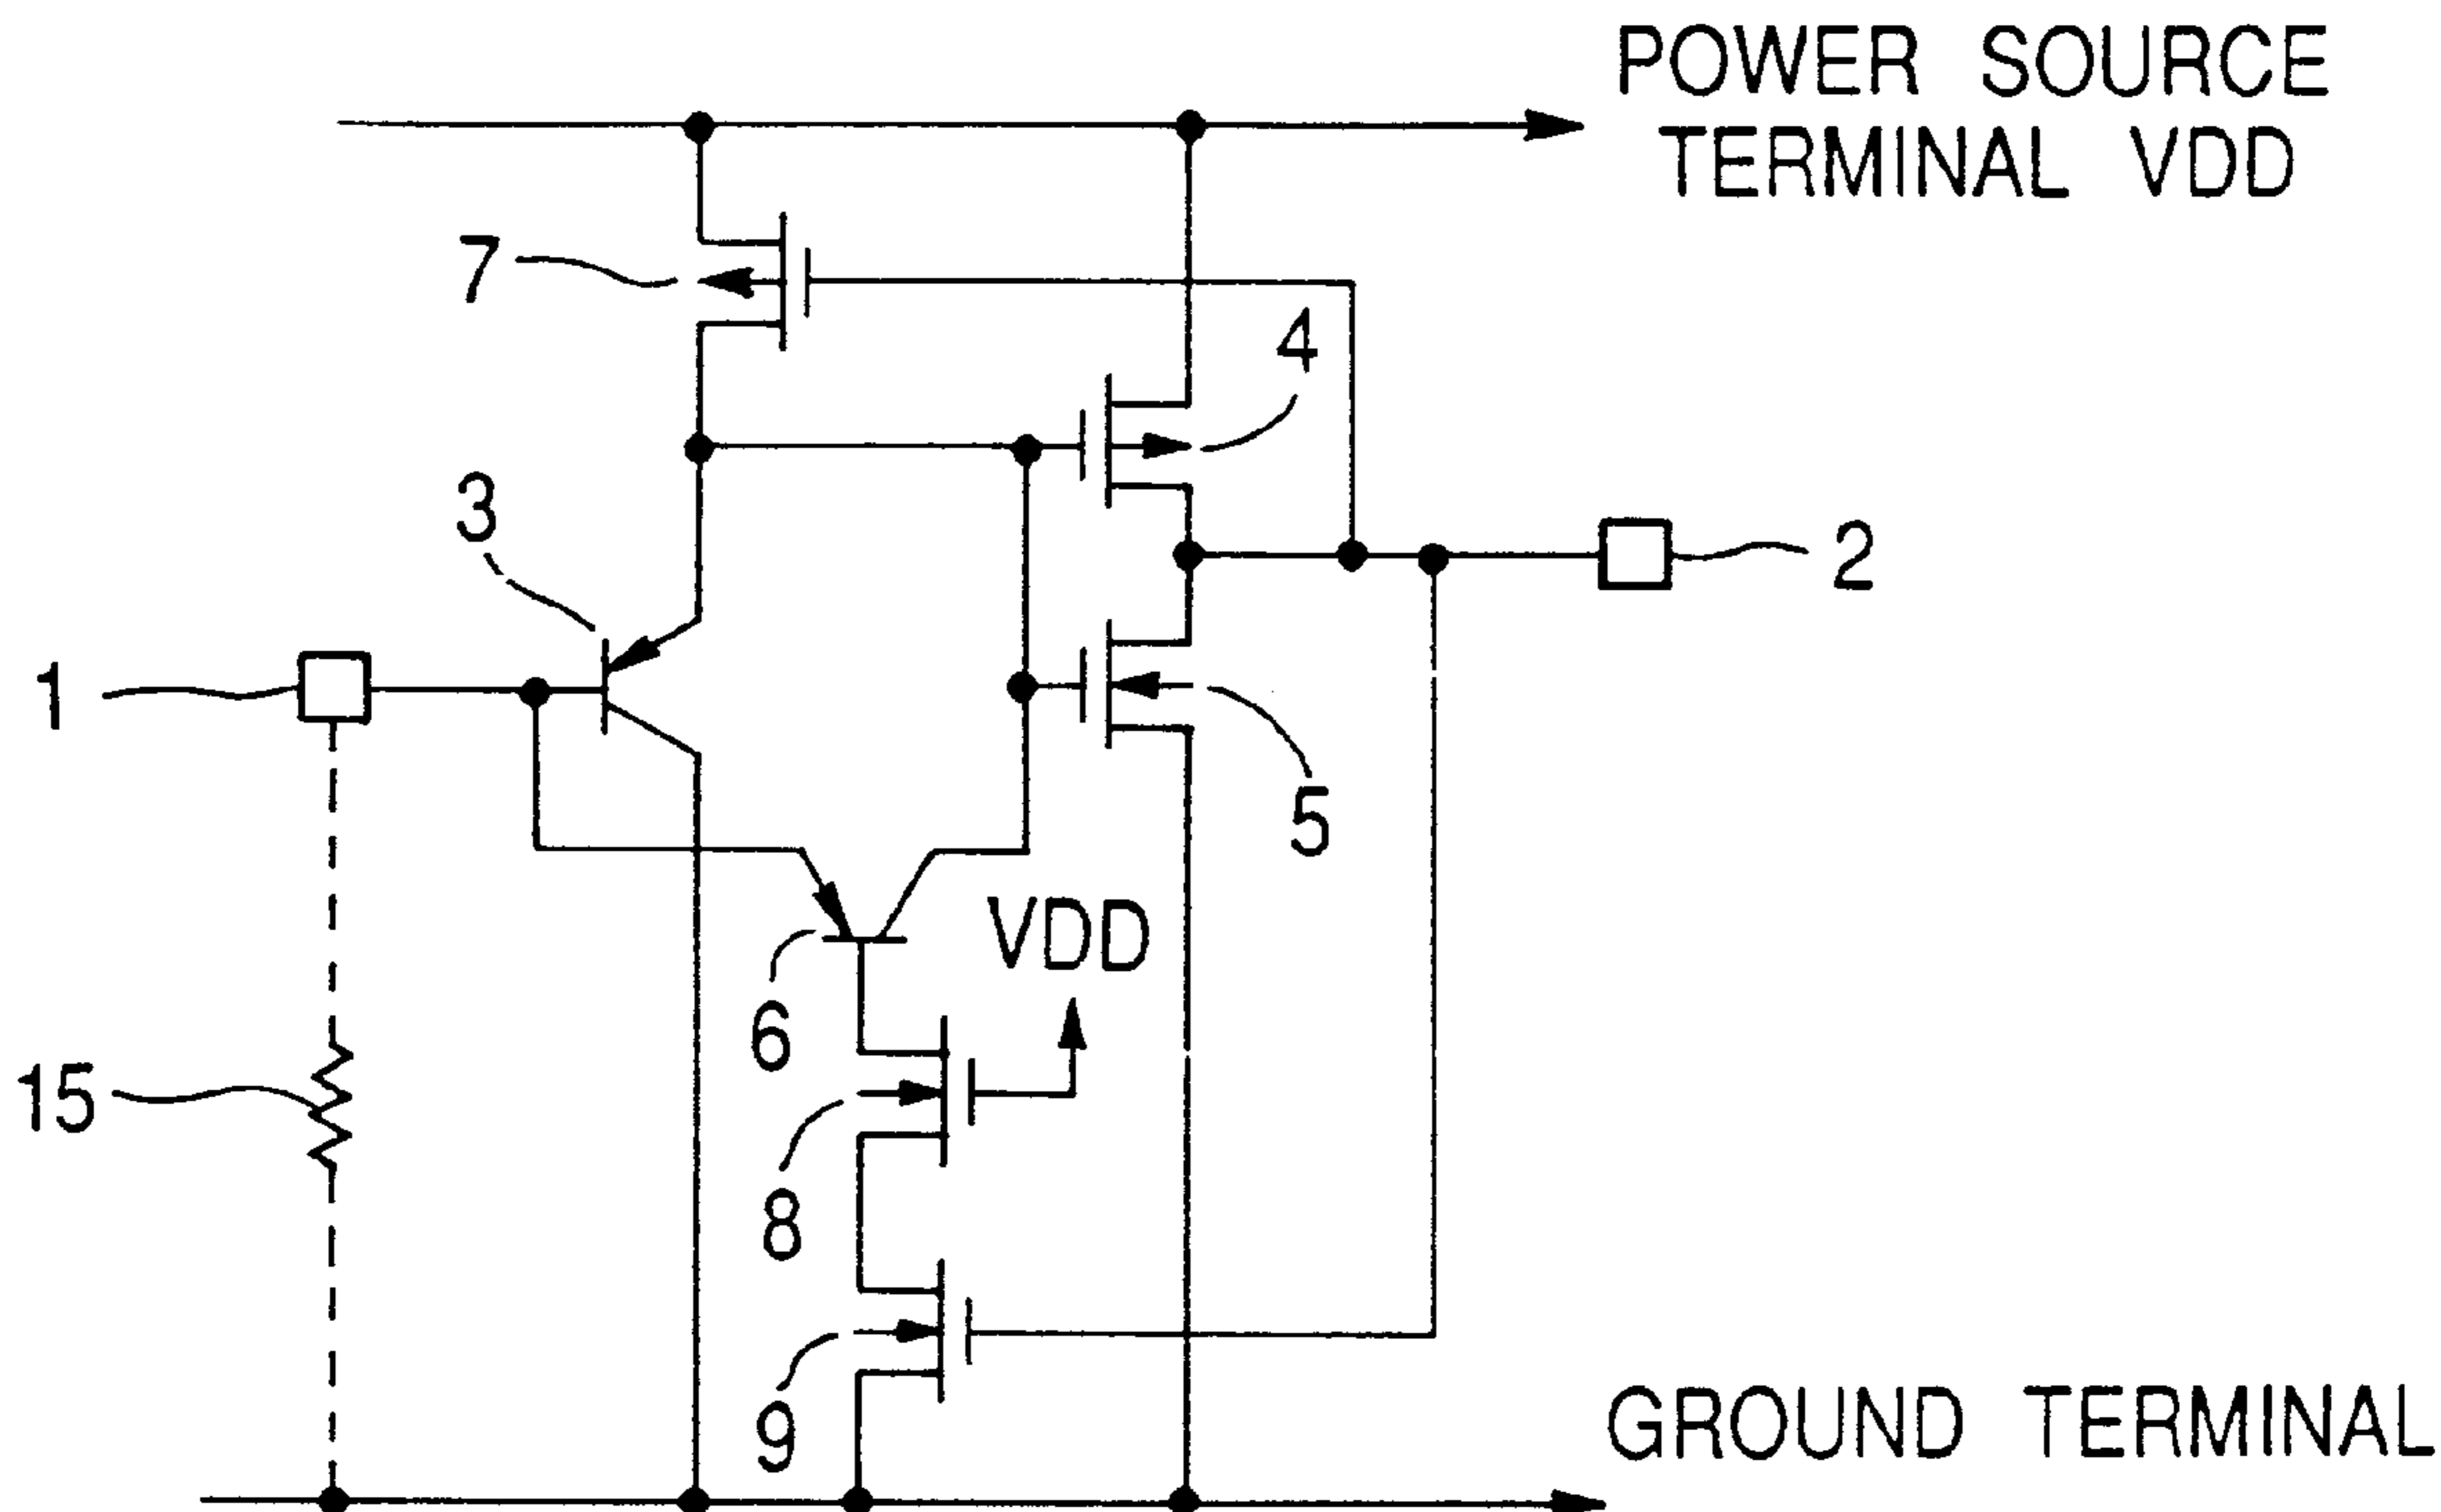 POWER SOURCE
TERMINAL VDD
7
4
3
2
1
5
VDD
6
15
8
9
GROUND TERMINAL